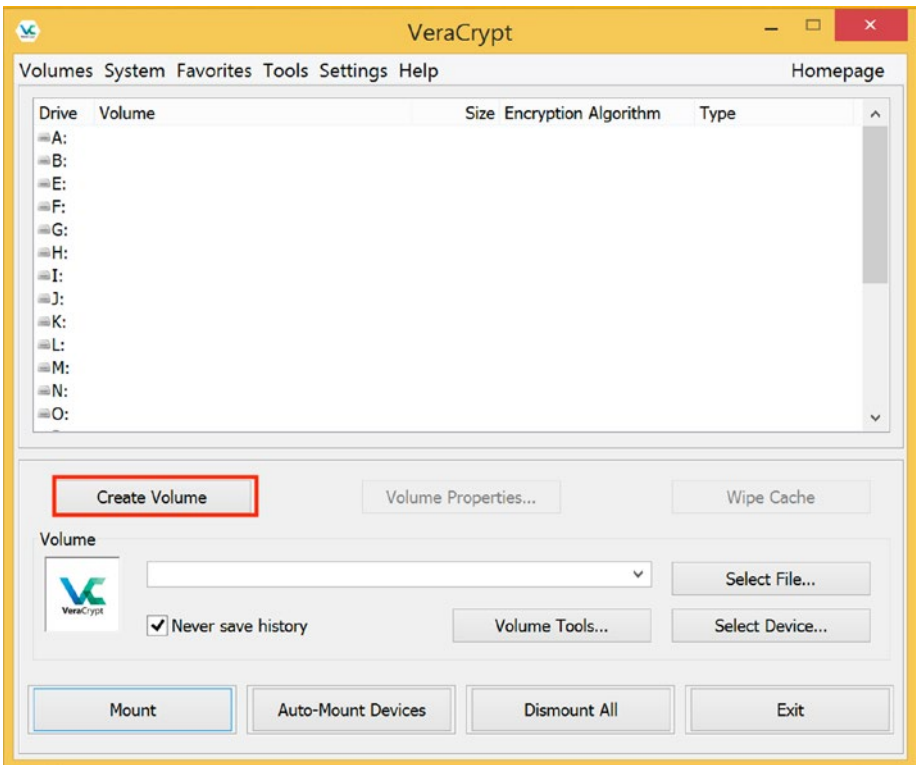 VeraCrypt
Volumes System Favorites Tools Settings Help Homepage
Drive Volume Size Encryption Algorithm Type
A:
B:
E:
F:
G:
H:
I:
J:
K:
L:
M:
N:
O:
Create Volume Volume Properties... Wipe Cache
Volume
VeraCrypt
Select File...
Never save history Volume Tools... Select Device...
Mount Auto-Mount Devices Dismount All Exit